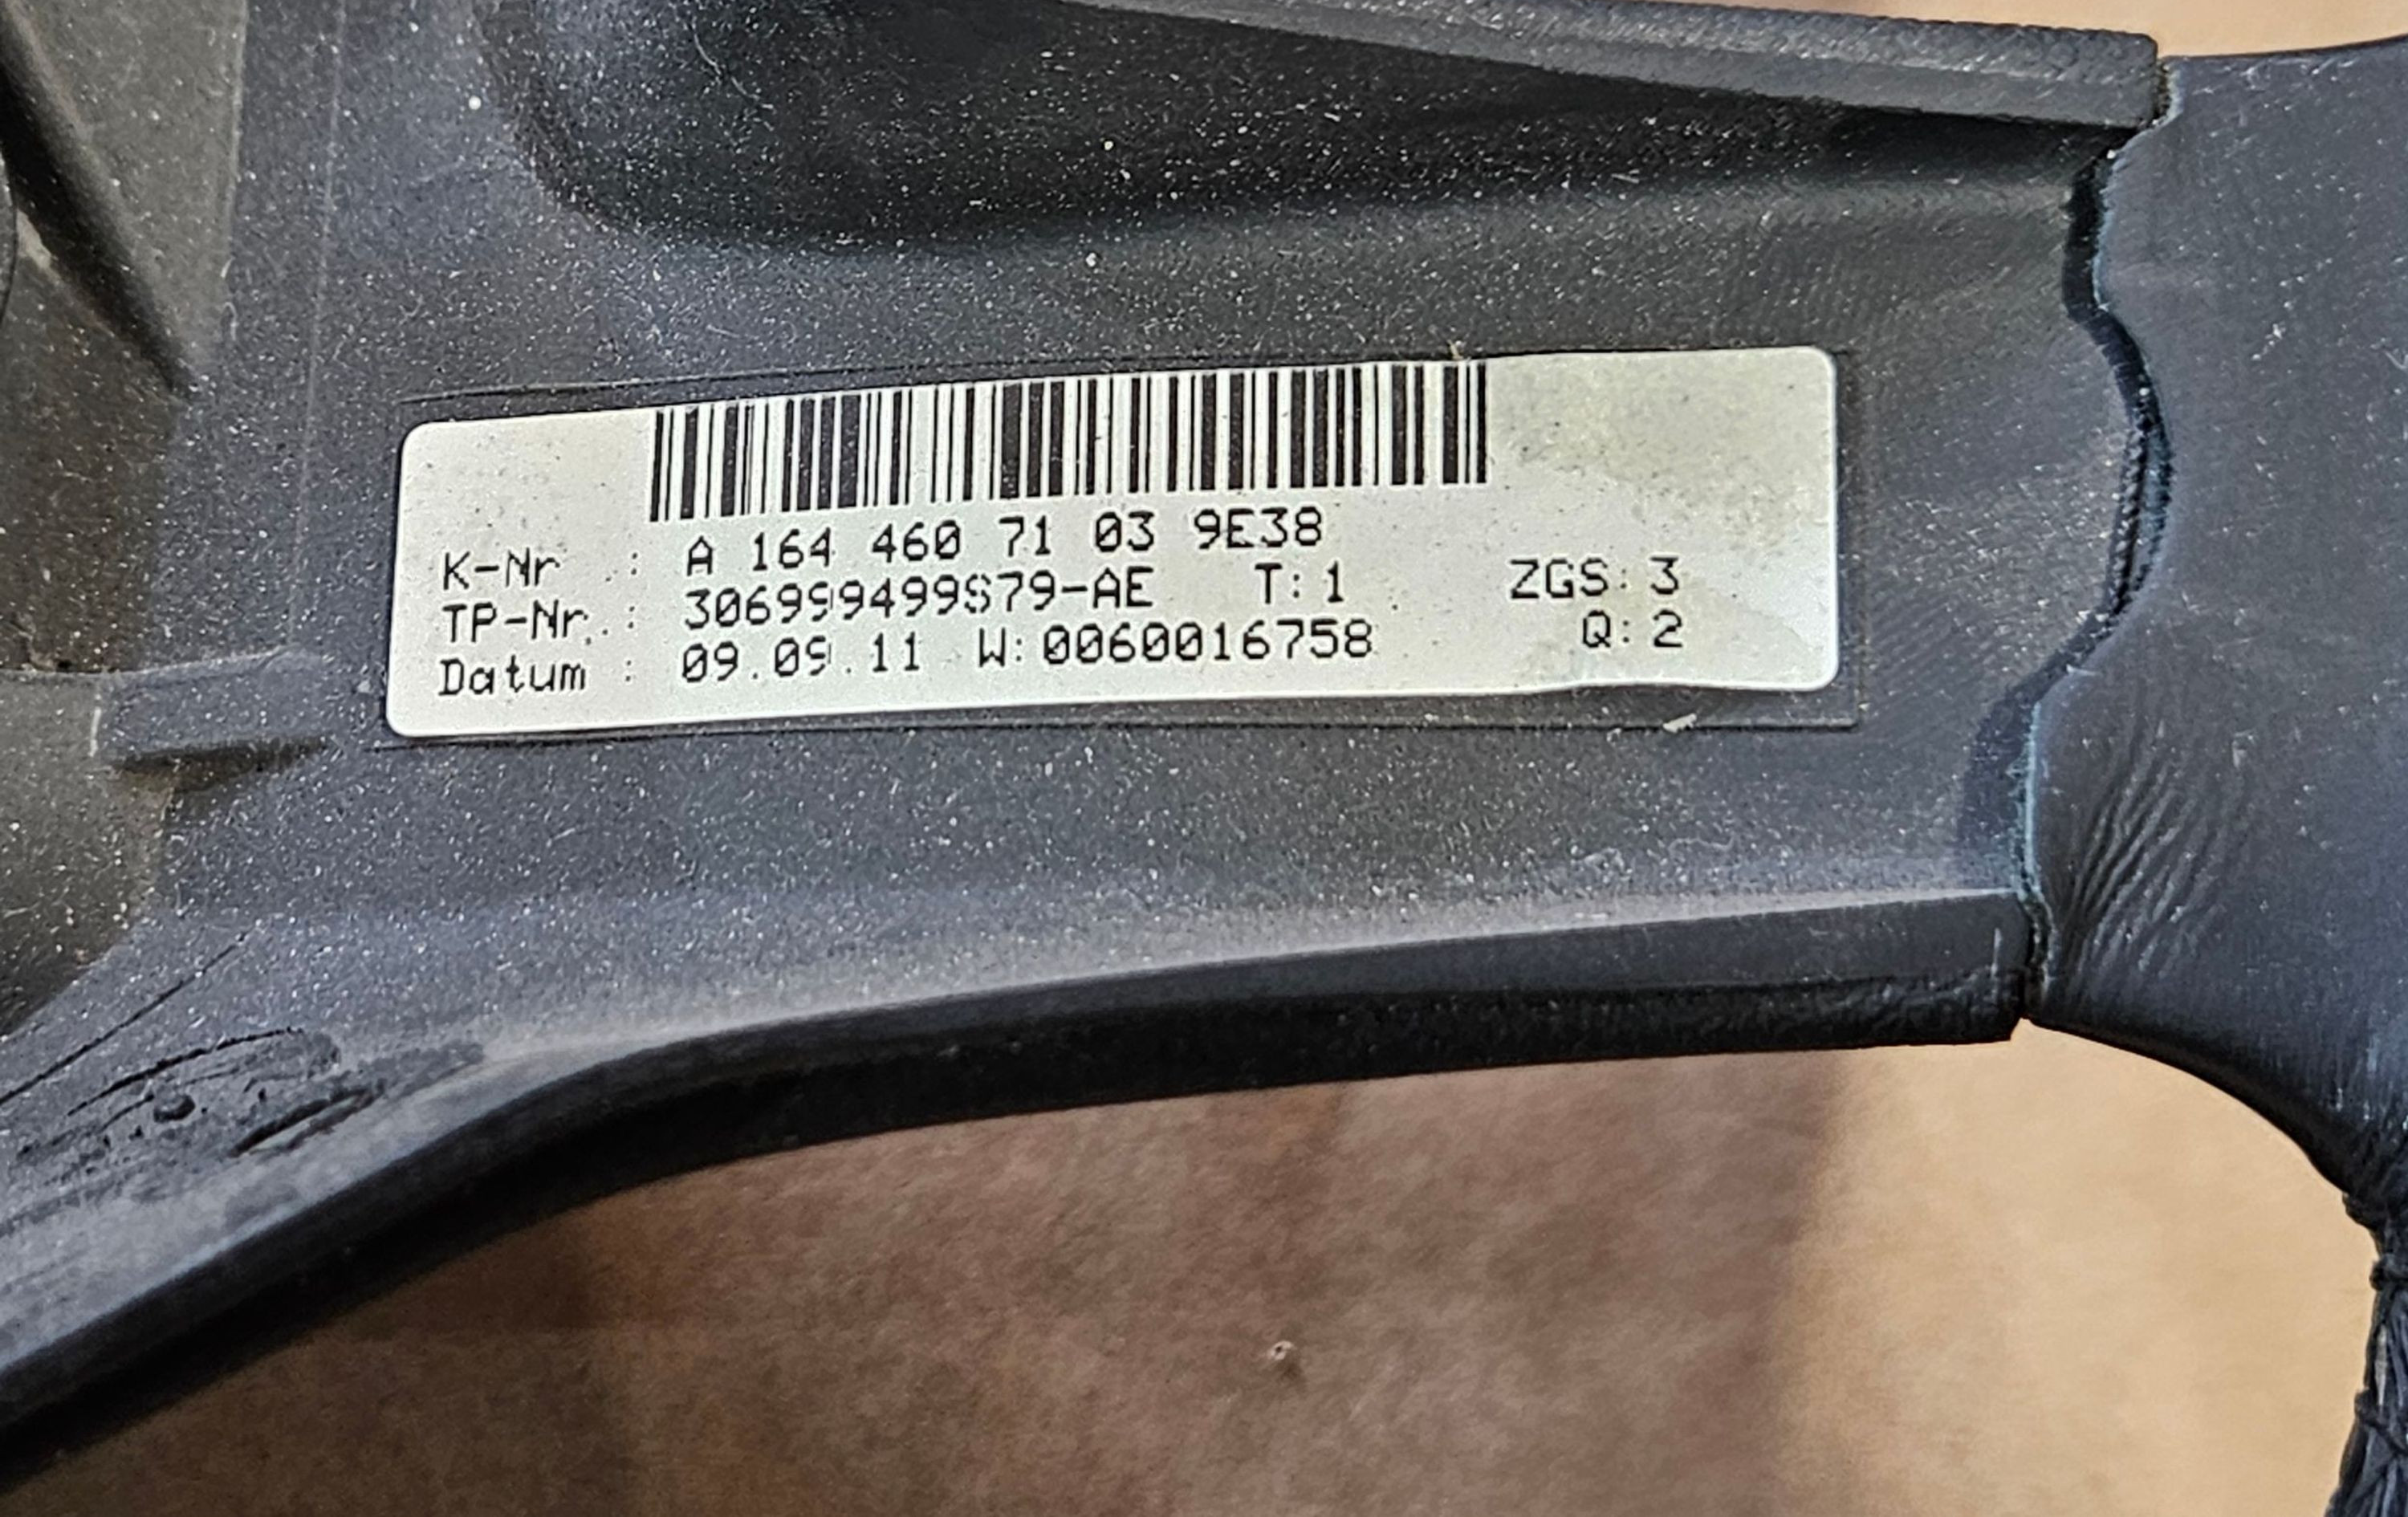 K-Nr : A 164 460 71 03 9E38
TP-Nr. : 306999499S79-AE T: 1 ZGS: 3
Datum : 09.09.11 W: 0060016758 Q: 2